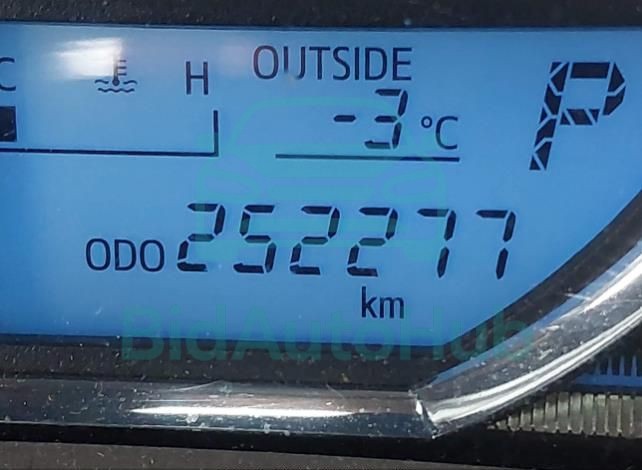 C H OUTSIDE P
-3 °C
ODO 252277
km
BidAutoHub